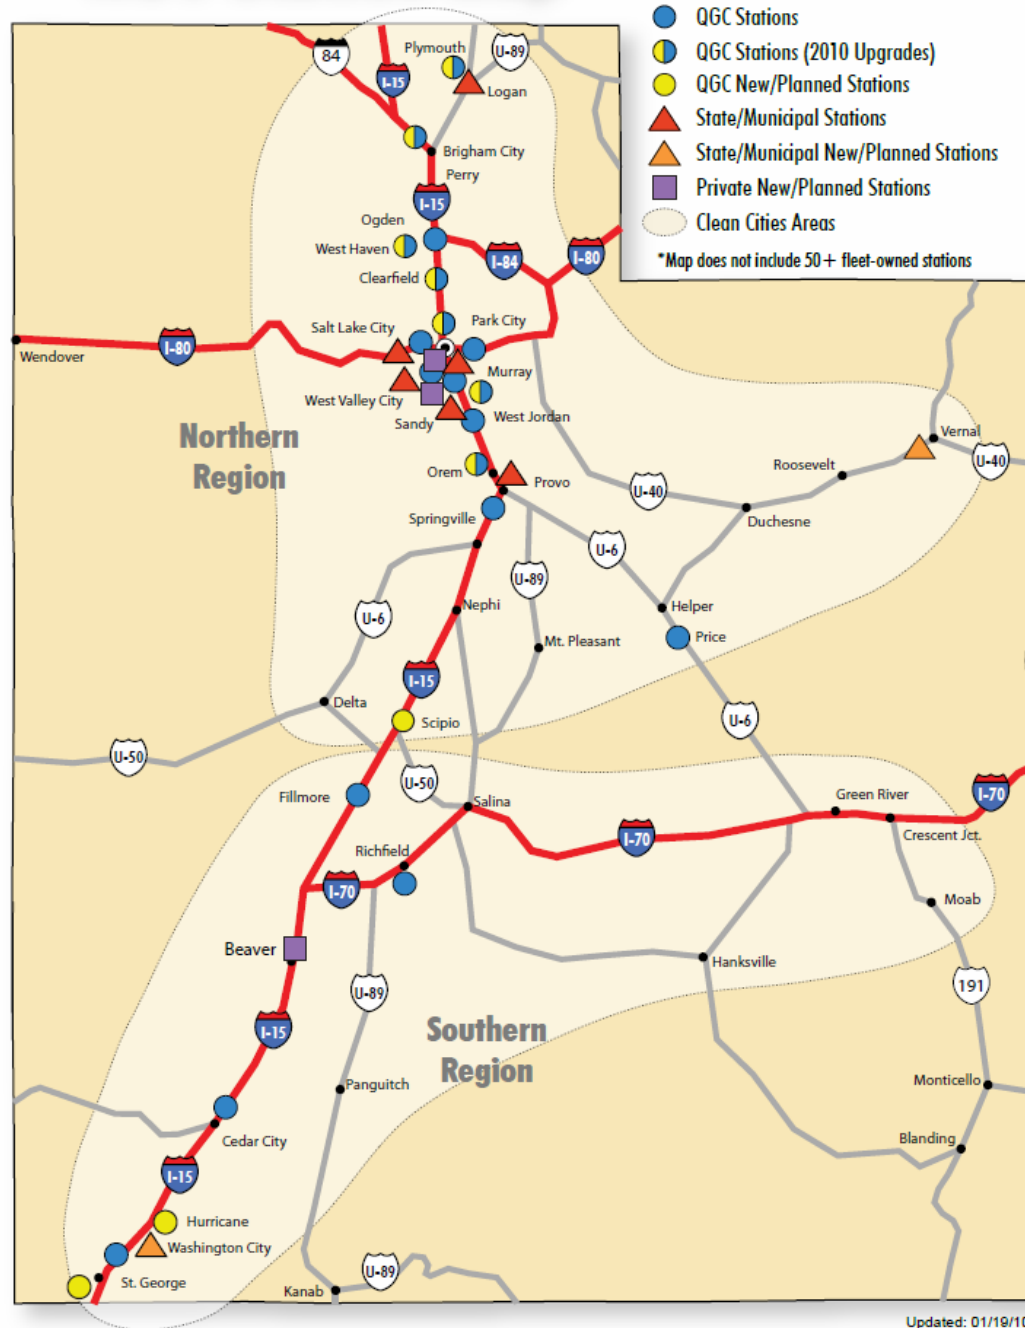 QGC Stations
QGC Stations (2010 Upgrades)
QGC New/Planned Stations
State/Municipal Stations
State/Municipal New/Planned Stations
Private New/Planned Stations
Clean Cities Areas
*Map does not include 50+ fleet-owned stations
84
I-15
Plymouth
U-89
Logan
Brigham City
Perry
I-15
Ogden
West Haven
I-84
I-80
Clearfield
Salt Lake City
Park City
Wendover
I-80
Murray
West Valley City
Sandy
West Jordan
Northern
Region
Vernal
Roosevelt
U-40
Orem
Provo
U-40
Duchesne
Springville
U-6
U-89
Nephi
Helper
U-6
Mt. Pleasant
Price
I-15
Delta
Scipio
U-6
U-50
U-50
Fillmore
Salina
Green River
I-70
I-70
Crescent Jct.
Richfield
I-70
Moab
Beaver
Hanksville
U-89
191
I-15
Southern
Region
Panguitch
Monticello
Cedar City
Blanding
I-15
Hurricane
Washington City
St. George
U-89
Kanab
Updated: 01/19/10